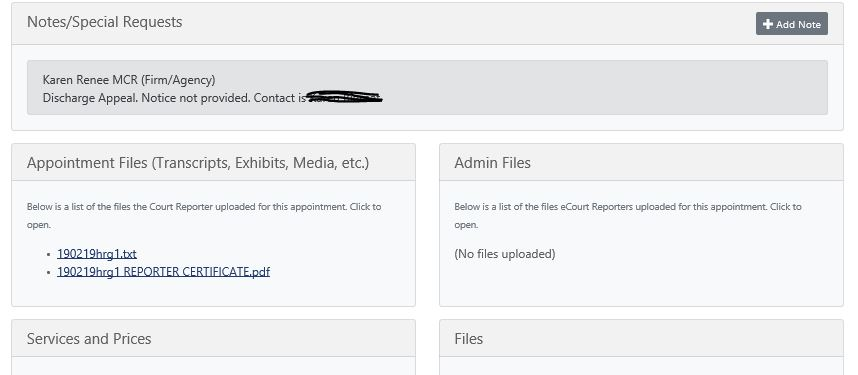 Notes/Special Requests
Add Note
Karen Renee MCR (Firm/Agency)
Discharge Appeal. Notice not provided. Contact is
Appointment Files (Transcripts, Exhibits, Media, etc.)
Below is a list of the files the Court Reporter uploaded for this appointment. Click to
open.
190219hrg1.txt
190219hrg1 REPORTER CERTIFICATE.pdf
Admin Files
Below is a list of the files eCourt Reporters uploaded for this appointment. Click to
open.
(No files uploaded)
Services and Prices
Files